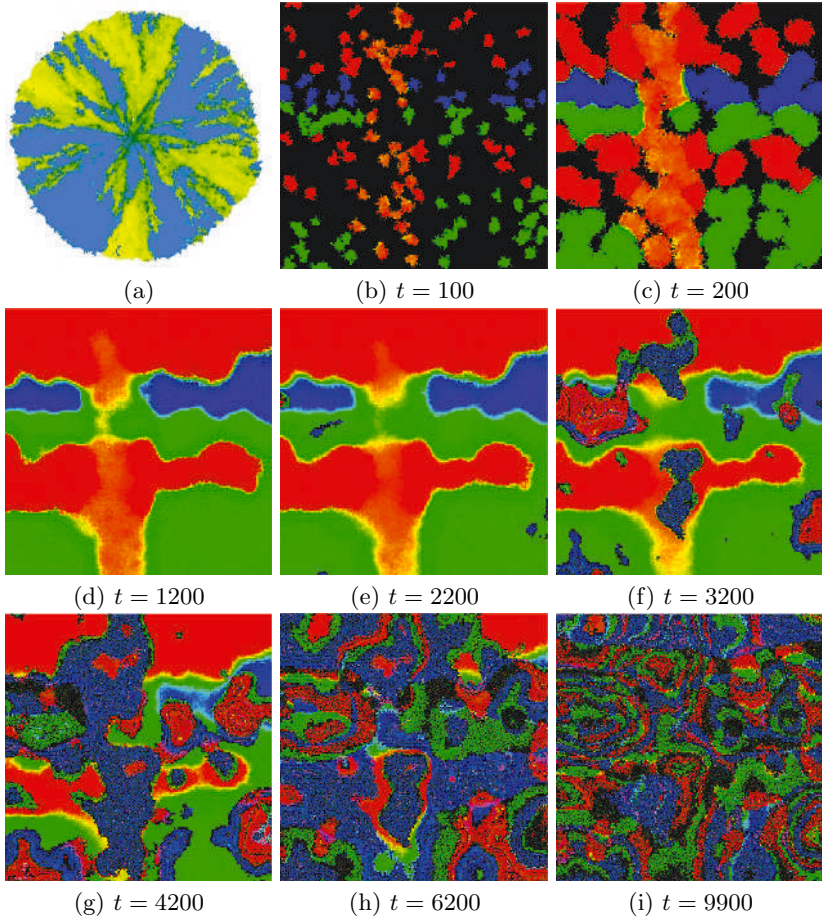 (a)
(b) t = 100
(c) t = 200
(d) t = 1200
(e) t = 2200
(f) t = 3200
(g) t = 4200
(h) t = 6200
(i) t = 9900